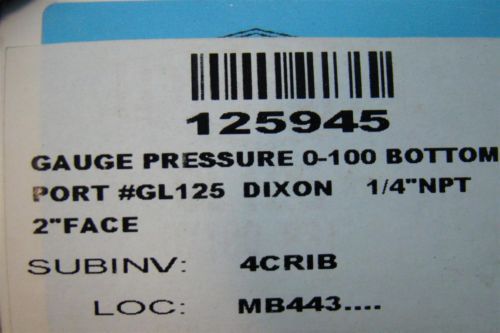 125945
GAUGE PRESSURE 0-100 BOTTOM
PORT #GL125 DIXON 1/4"NPT
2"FACE
SUBINV: 4CRIB
LOC: MB443....